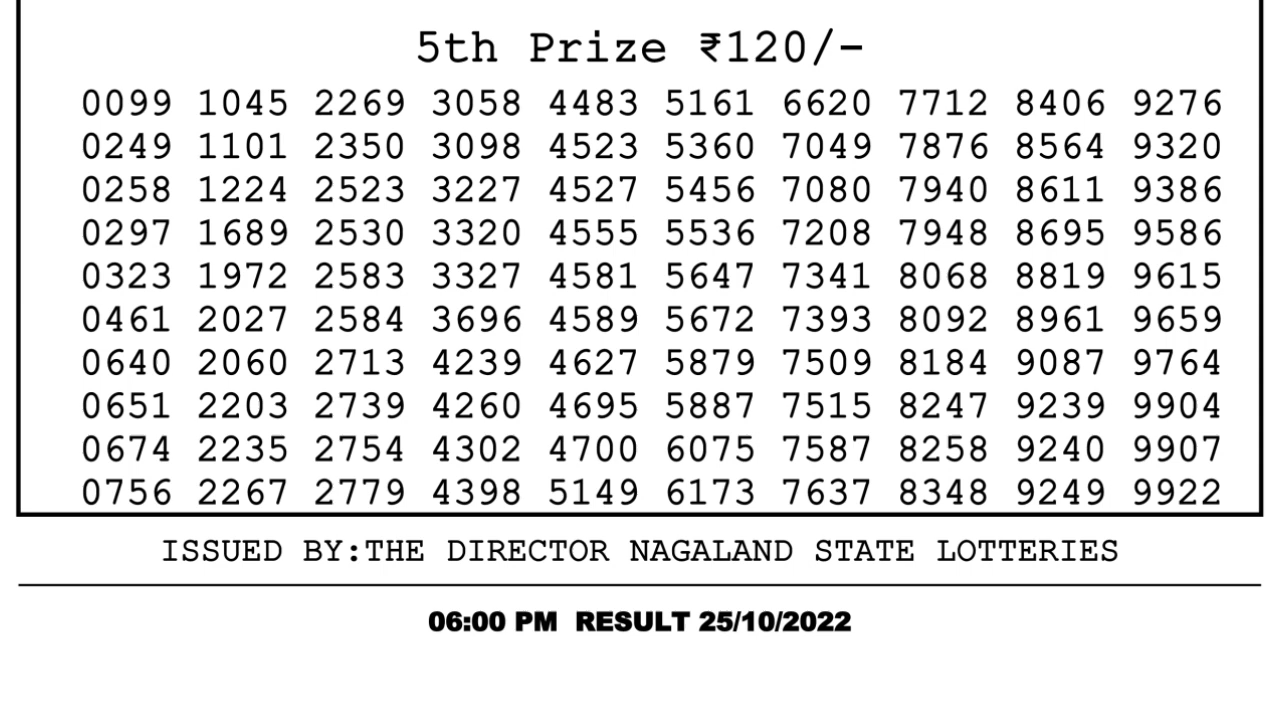 5th Prize ₹120/-
0099 1045 2269 3058 4483 5161 6620 7712 8406 9276
0249 1101 2350 3098 4523 5360 7049 7876 8564 9320
0258 1224 2523 3227 4527 5456 7080 7940 8611 9386
0297 1689 2530 3320 4555 5536 7208 7948 8695 9586
0323 1972 2583 3327 4581 5647 7341 8068 8819 9615
0461 2027 2584 3696 4589 5672 7393 8092 8961 9659
0640 2060 2713 4239 4627 5879 7509 8184 9087 9764
0651 2203 2739 4260 4695 5887 7515 8247 9239 9904
0674 2235 2754 4302 4700 6075 7587 8258 9240 9907
0756 2267 2779 4398 5149 6173 7637 8348 9249 9922
ISSUED BY:THE DIRECTOR NAGALAND STATE LOTTERIES
06:00 PM RESULT 25/10/2022